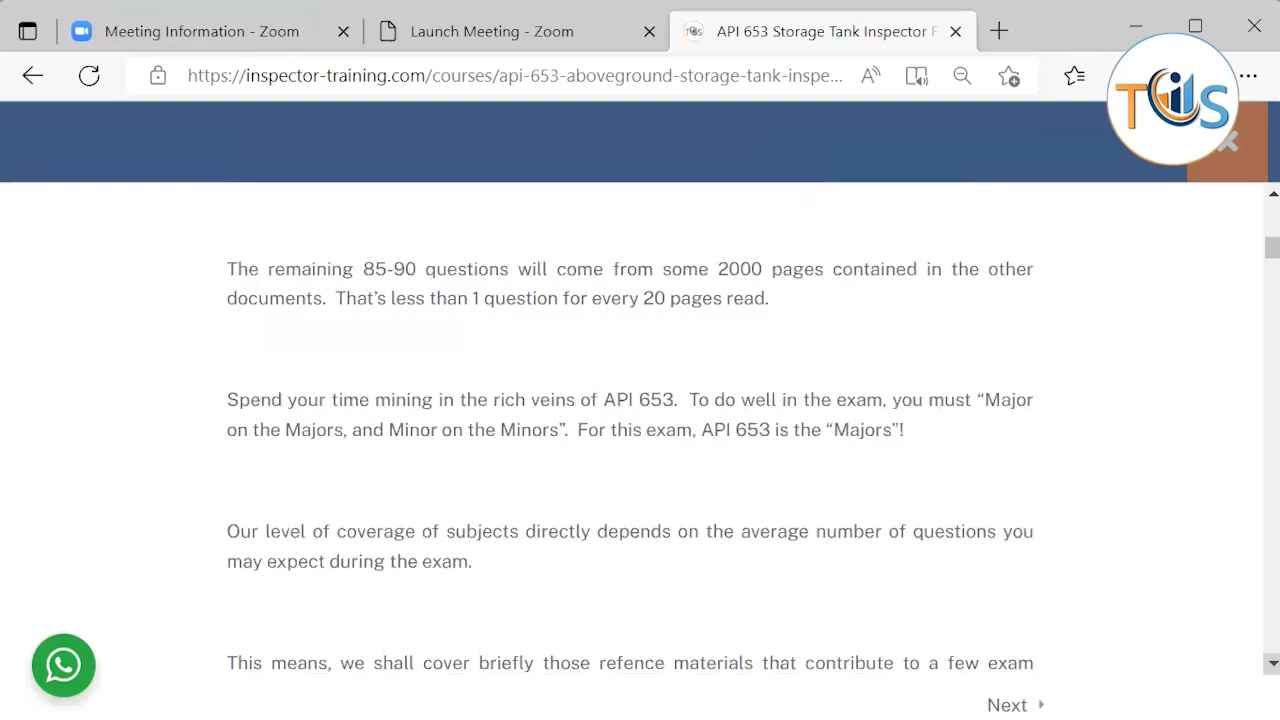 Meeting Information - Zoom
Launch Meeting - Zoom
API 653 Storage Tank Inspector F
https://inspector-training.com/courses/api-653-aboveground-storage-tank-inspe...
TIS
The remaining 85-90 questions will come from some 2000 pages contained in the other
documents. That’s less than 1 question for every 20 pages read.
Spend your time mining in the rich veins of API 653. To do well in the exam, you must “Major
on the Majors, and Minor on the Minors”. For this exam, API 653 is the “Majors”!
Our level of coverage of subjects directly depends on the average number of questions you
may expect during the exam.
This means, we shall cover briefly those refence materials that contribute to a few exam
Next